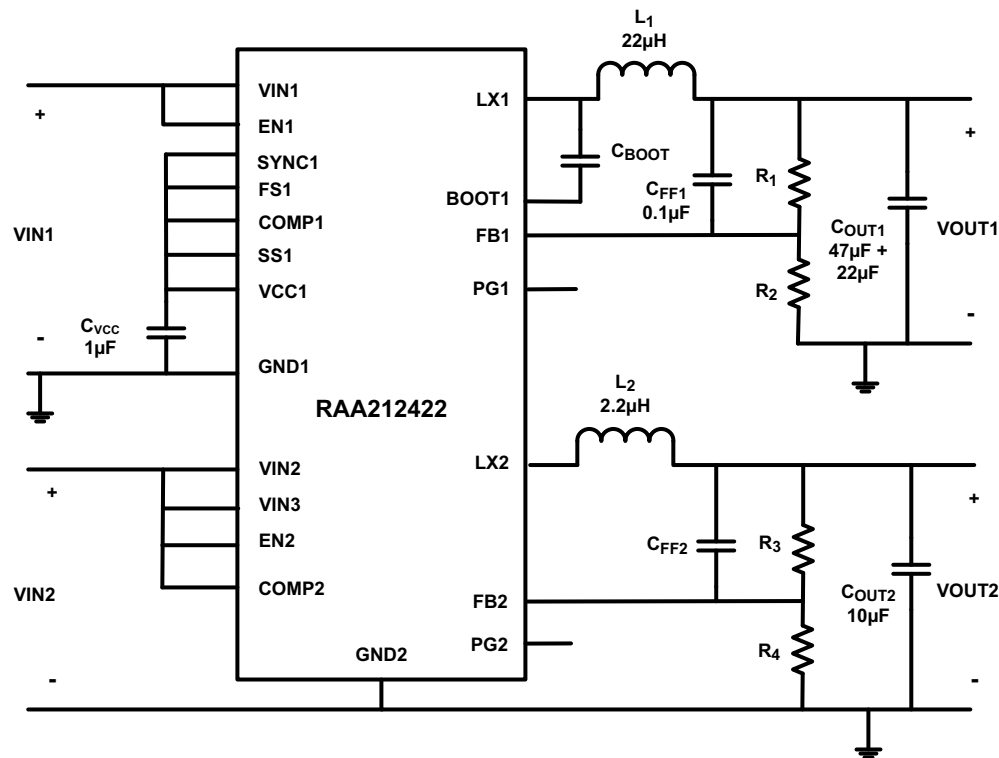 L1
22µH
VIN1
LX1
+
EN1
+
SYNC1
CBOOT
FS1
R1
CFF1
0.1µF
BOOT1
COMP1
VIN1
COUT1
47µF +
22µF
VOUT1
SS1
FB1
VCC1
PG1
R2
-
CVCC
1µF
-
GND1
RAA212422
L2
2.2µH
VIN2
LX2
+
+
VIN3
EN2
CFF2
R3
COMP2
VIN2
COUT2
10µF
VOUT2
FB2
PG2
R4
GND2
-
-